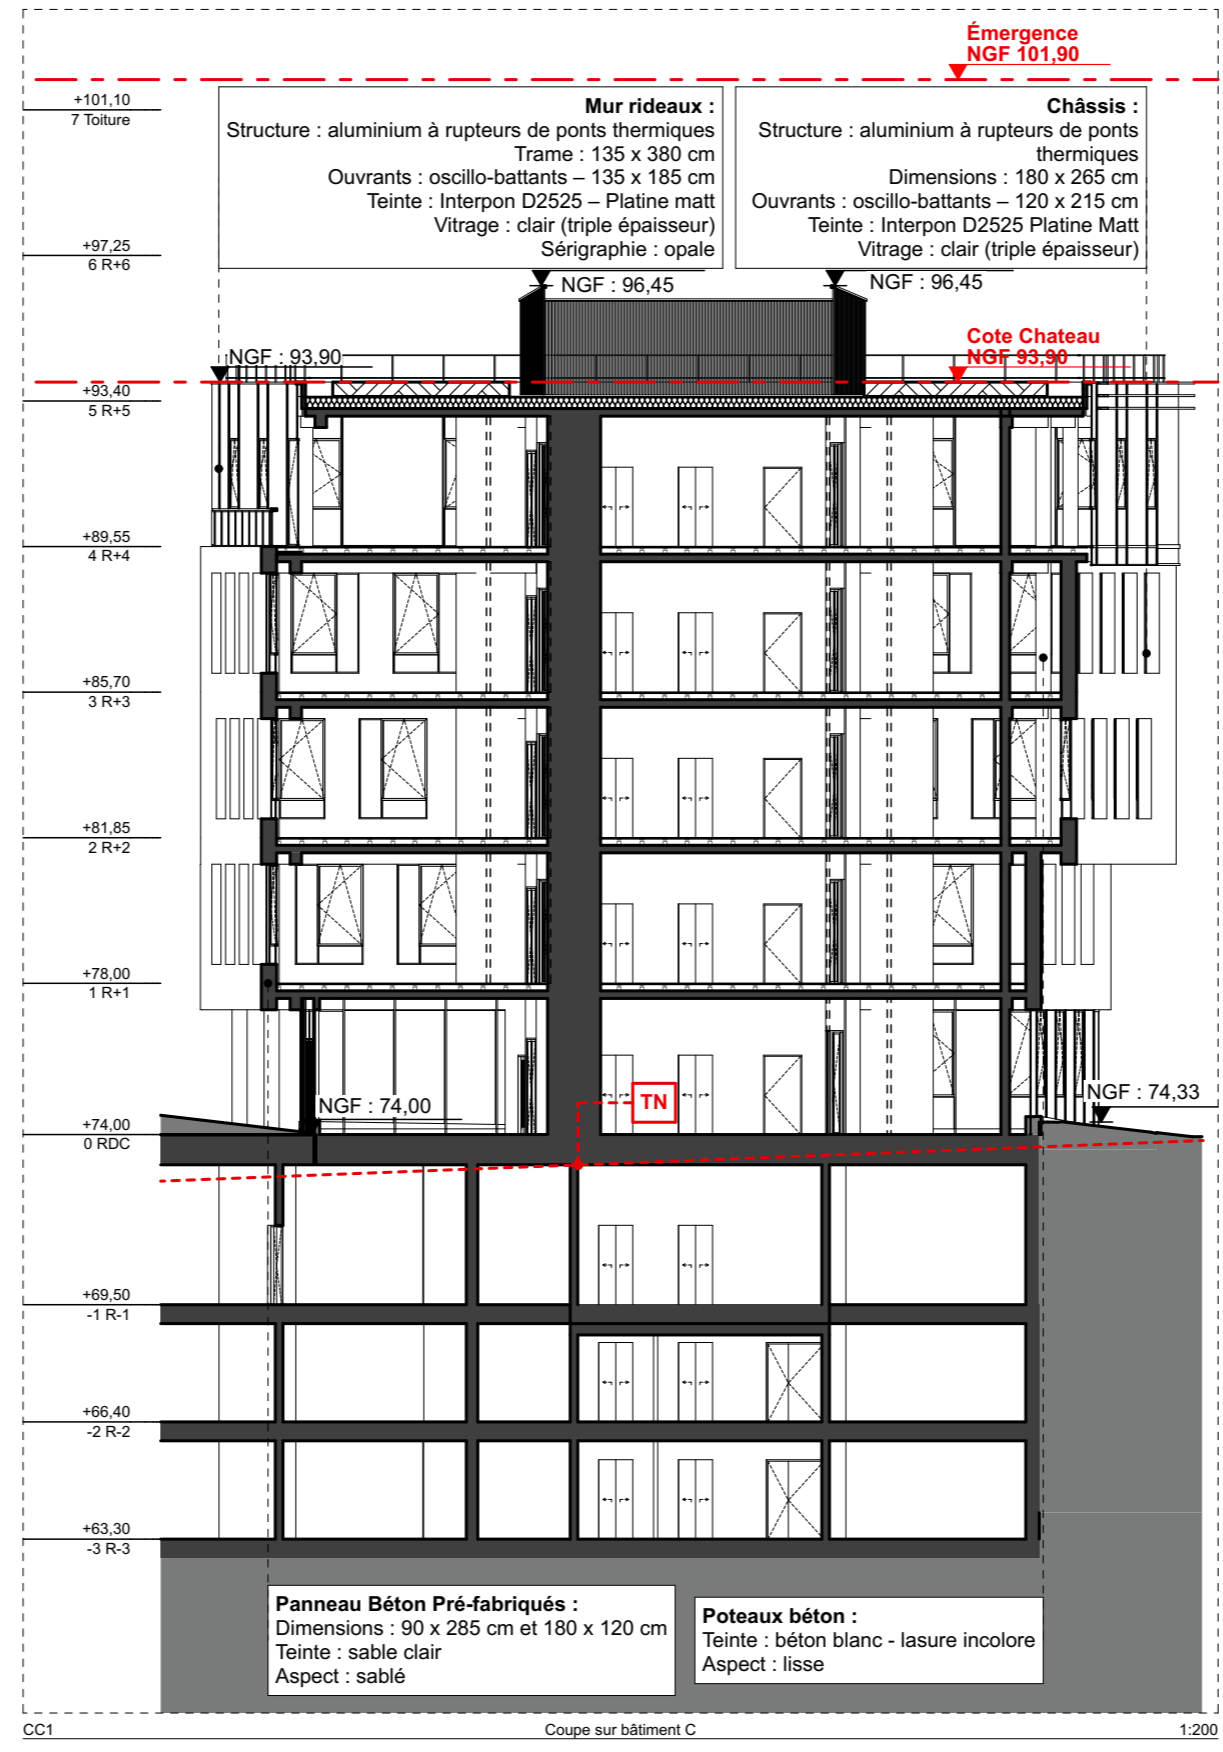 Émergence
NGF 101,90
+101,10
7 Toiture
Mur rideaux :
Structure : aluminium à rupteurs de ponts thermiques
Trame : 135 x 380 cm
Ouvrants : oscillo-battants – 135 x 185 cm
Teinte : Interpon D2525 – Platine matt
Vitrage : clair (triple épaisseur)
Sérigraphie : opale
Châssis :
Structure : aluminium à rupteurs de ponts
thermiques
Dimensions : 180 x 265 cm
Ouvrants : oscillo-battants – 120 x 215 cm
Teinte : Interpon D2525 Platine Matt
Vitrage : clair (triple épaisseur)
+97,25
6 R+6
NGF : 96,45
NGF : 96,45
NGF : 93,90
Cote Chateau
NGF 93,90
+93,40
5 R+5
+89,55
4 R+4
+85,70
3 R+3
+81,85
2 R+2
+78,00
1 R+1
TN
NGF : 74,00
NGF : 74,33
+74,00
0 RDC
+69,50
-1 R-1
+66,40
-2 R-2
+63,30
-3 R-3
Panneau Béton Pré-fabriqués :
Dimensions : 90 x 285 cm et 180 x 120 cm
Teinte : sable clair
Aspect : sablé
Poteaux béton :
Teinte : béton blanc - lasure incolore
Aspect : lisse
CC1
Coupe sur bâtiment C
1:200